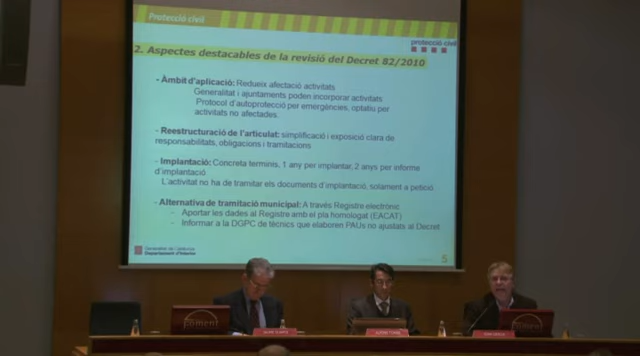 Protecció civil
protecció civil
2. Aspectes destacables de la revisió del Decret 82/2010
- Àmbit d'aplicació: Redueix afectació activitats
Generalitat i ajuntaments poden incorporar activitats
Protocol d'autoprotecció per emergències, optatiu per
activitats no afectades.
- Reestructuració de l'articulat: simplificació i exposició clara de
responsabilitats, obligacions i tramitacions
- Implantació: Concreta terminis, 1 any per implantar, 2 anys per informe
d'implantació
L'activitat no ha de tramitar els documents d'implantació, solament a petició
- Alternativa de tramitació municipal: A través Registre electrònic
- Aportar les dades al Registre amb el pla homologat (EACAT)
- Informar a la DGPC de tècnics que elaboren PAUs no ajustats al Decret
Generalitat de Catalunya
Departament d'Interior
5
Foment
Foment